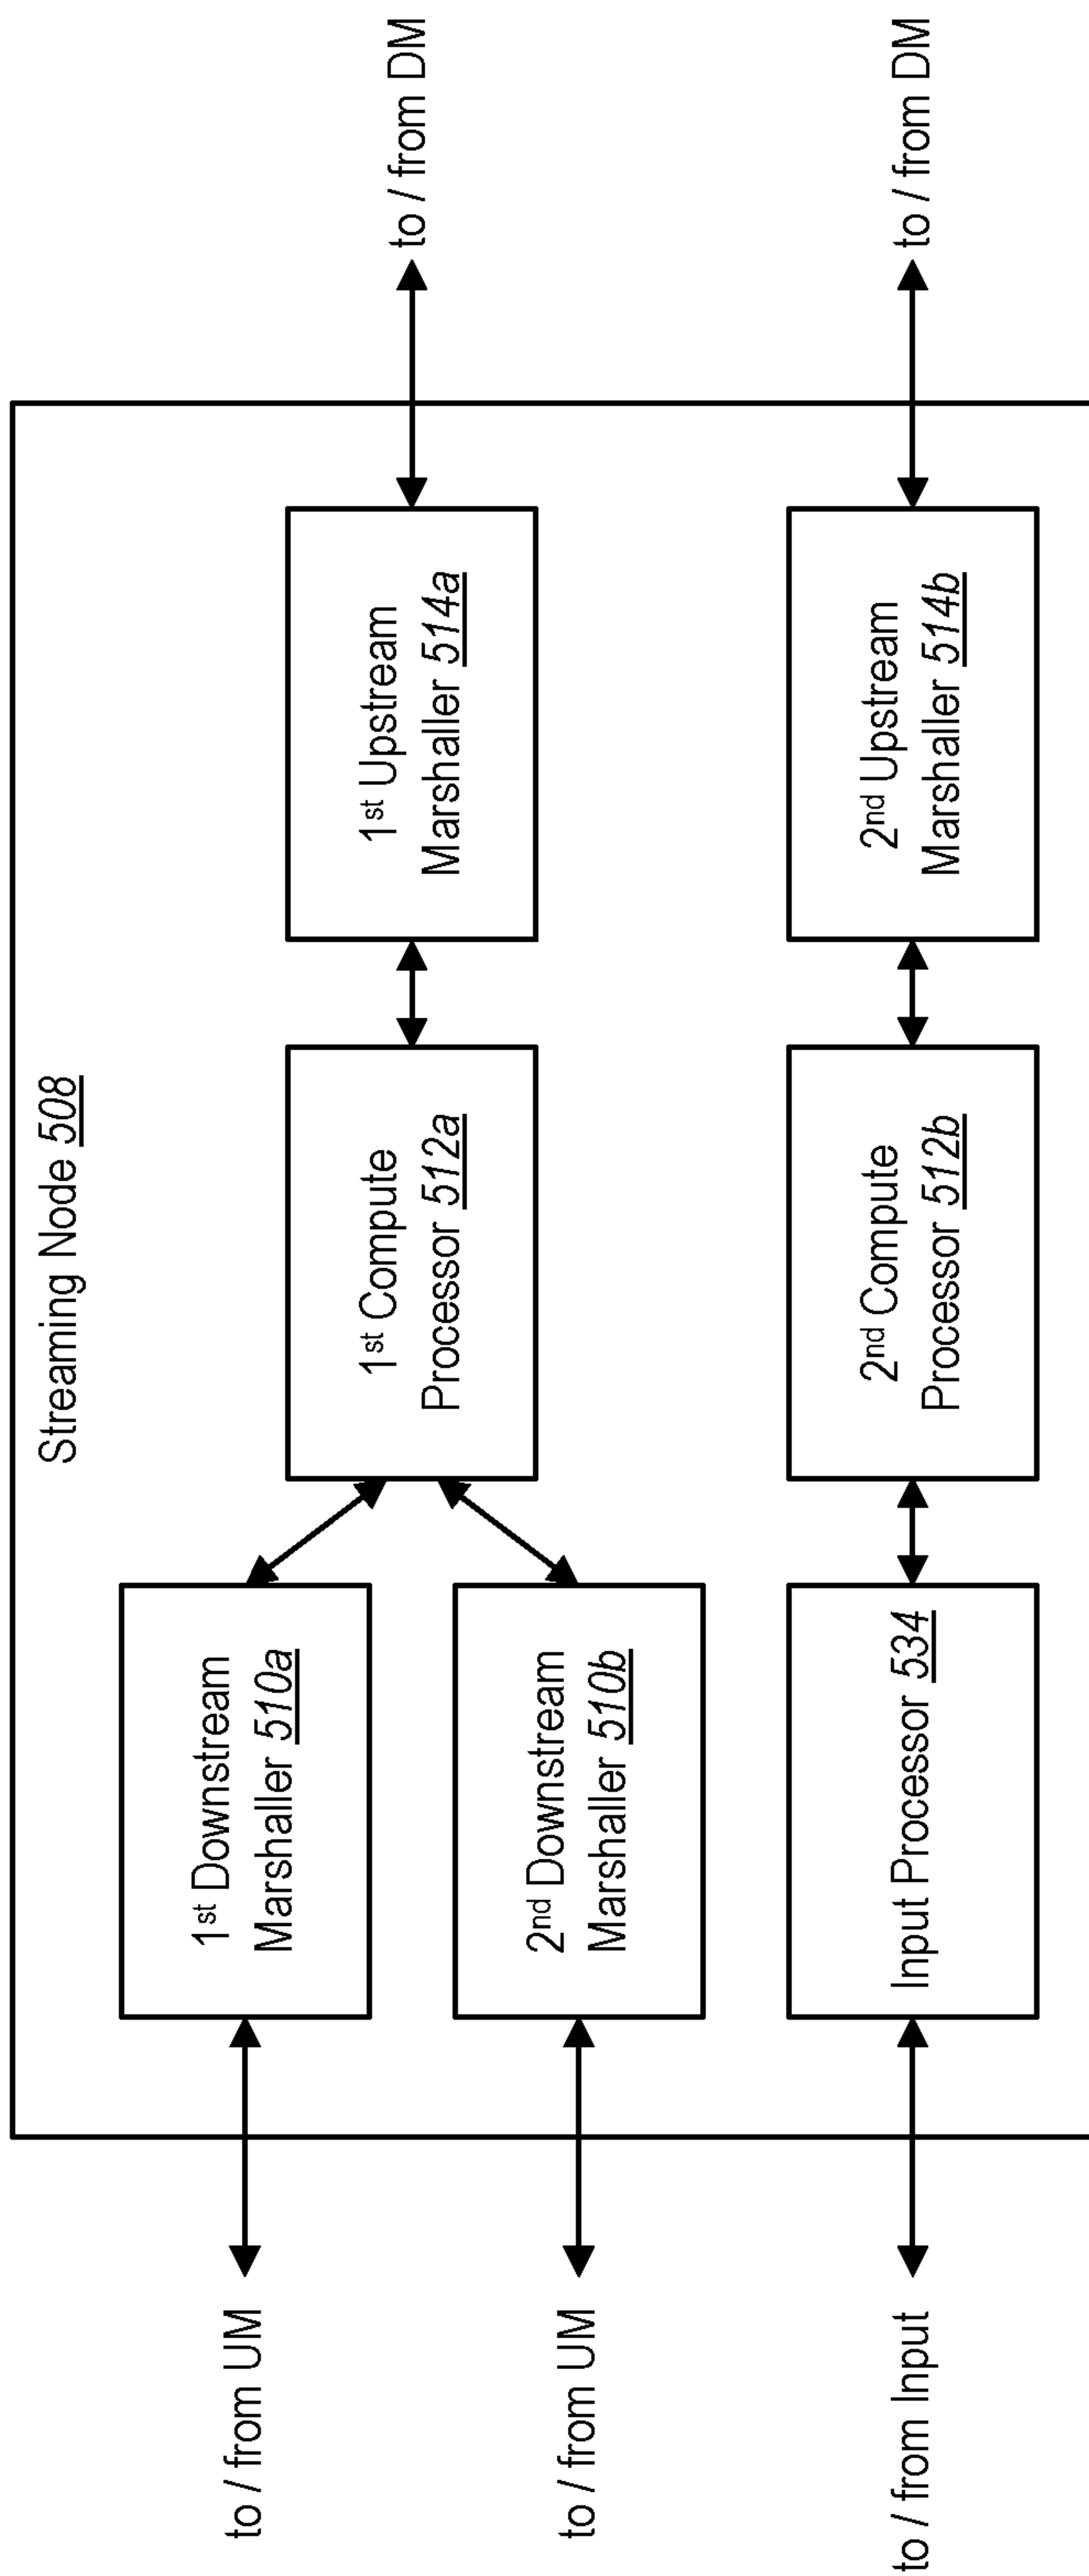 Streaming Node 508
to / from UM
1st Downstream
Marshaller 510a
1st Compute
Processor 512a
1st Upstream
Marshaller 514a
to / from DM
to / from UM
2nd Downstream
Marshaller 510b
to / from Input
Input Processor 534
2nd Compute
Processor 512b
2nd Upstream
Marshaller 514b
to / from DM